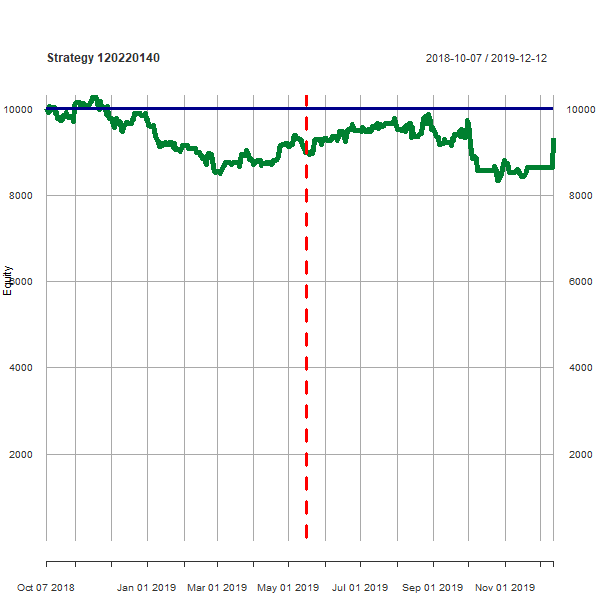 Strategy 120220140
2018-10-07 / 2019-12-12
10000
10000
8000
8000
Equity
6000
6000
4000
4000
2000
2000
Oct 07 2018
Jan 01 2019
Mar 01 2019
May 01 2019
Jul 01 2019
Sep 01 2019
Nov 01 2019